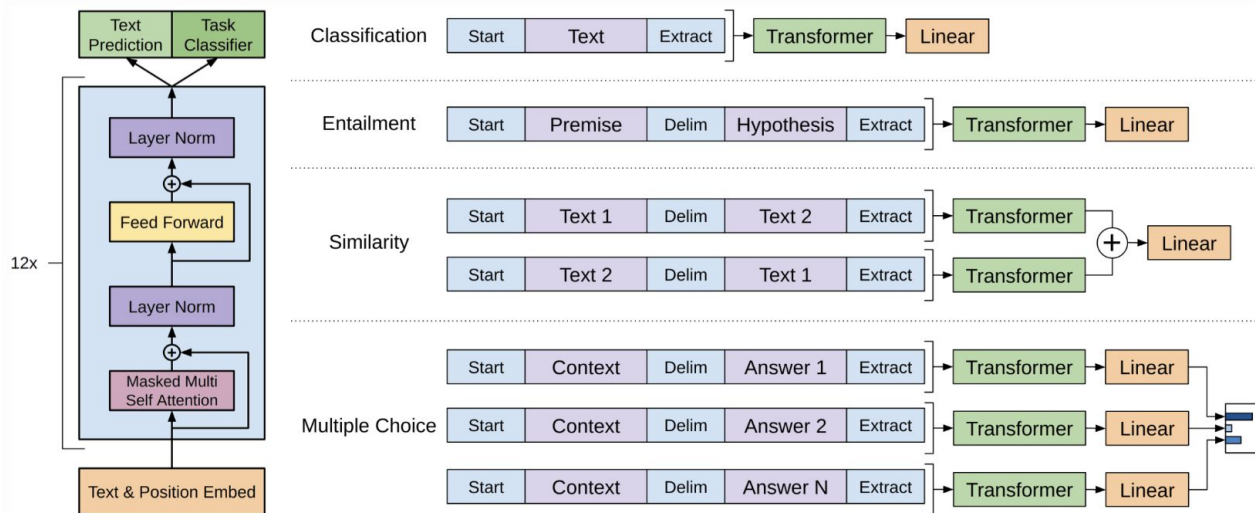 Text
Prediction
Task
Classifier
Layer Norm
+
Feed Forward
12x
Layer Norm
+
Masked Multi
Self Attention
Text & Position Embed
Classification
Start Text Extract Transformer Linear
Entailment
Start Premise Delim Hypothesis Extract Transformer Linear
Similarity
Start Text 1 Delim Text 2 Extract Transformer
+ Linear
Start Text 2 Delim Text 1 Extract Transformer
Multiple Choice
Start Context Delim Answer 1 Extract Transformer Linear
Start Context Delim Answer 2 Extract Transformer Linear
Start Context Delim Answer N Extract Transformer Linear